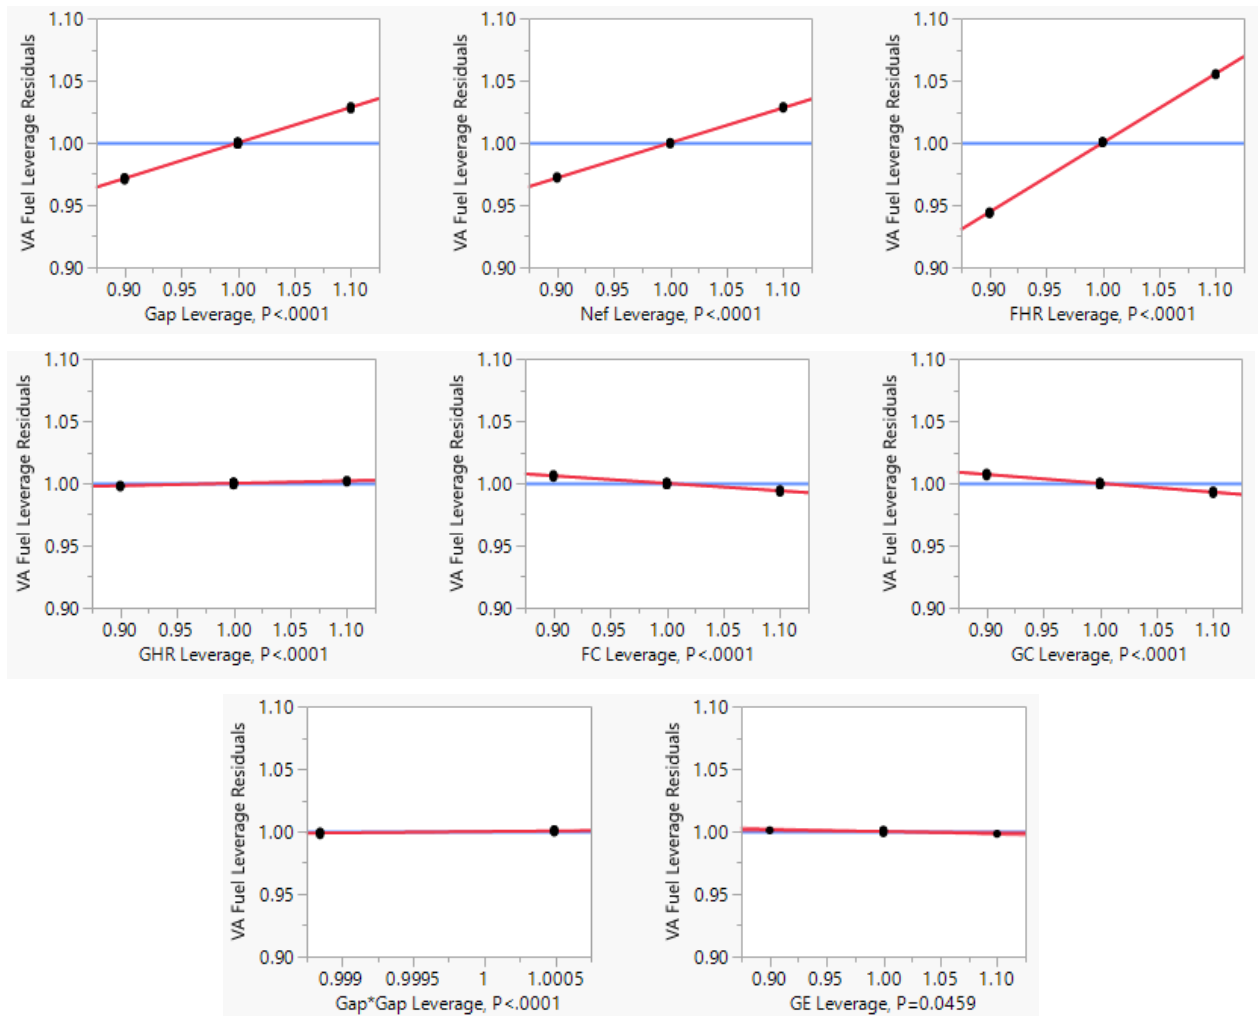 1.10
1.05
1.00
0.95
0.90
VA Fuel Leverage Residuals
0.90 0.95 1.00 1.05 1.10
Gap Leverage, P<.0001
1.10
1.05
1.00
0.95
0.90
VA Fuel Leverage Residuals
0.90 0.95 1.00 1.05 1.10
Nef Leverage, P<.0001
1.10
1.05
1.00
0.95
0.90
VA Fuel Leverage Residuals
0.90 0.95 1.00 1.05 1.10
FHR Leverage, P<.0001
1.10
1.05
1.00
0.95
0.90
VA Fuel Leverage Residuals
0.90 0.95 1.00 1.05 1.10
GHR Leverage, P<.0001
1.10
1.05
1.00
0.95
0.90
VA Fuel Leverage Residuals
0.90 0.95 1.00 1.05 1.10
FC Leverage, P<.0001
1.10
1.05
1.00
0.95
0.90
VA Fuel Leverage Residuals
0.90 0.95 1.00 1.05 1.10
GC Leverage, P<.0001
1.10
1.05
1.00
0.95
0.90
VA Fuel Leverage Residuals
0.999 0.9995 1 1.0005
Gap*Gap Leverage, P<.0001
1.10
1.05
1.00
0.95
0.90
VA Fuel Leverage Residuals
0.90 0.95 1.00 1.05 1.10
GE Leverage, P=0.0459